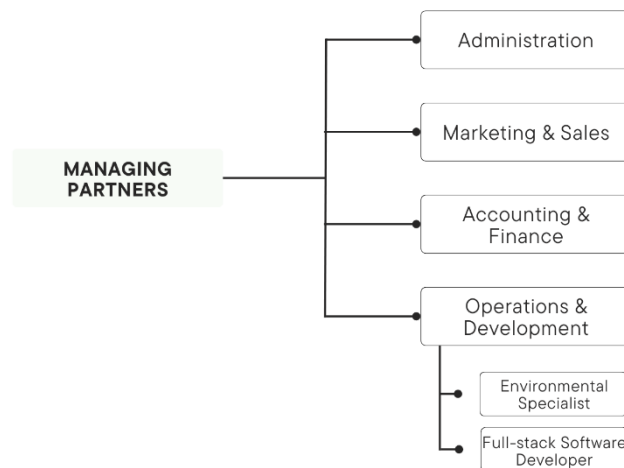 Administration
Marketing & Sales
MANAGING
PARTNERS
Accounting &
Finance
Operations &
Development
Environmental
Specialist
Full-stack Software
Developer